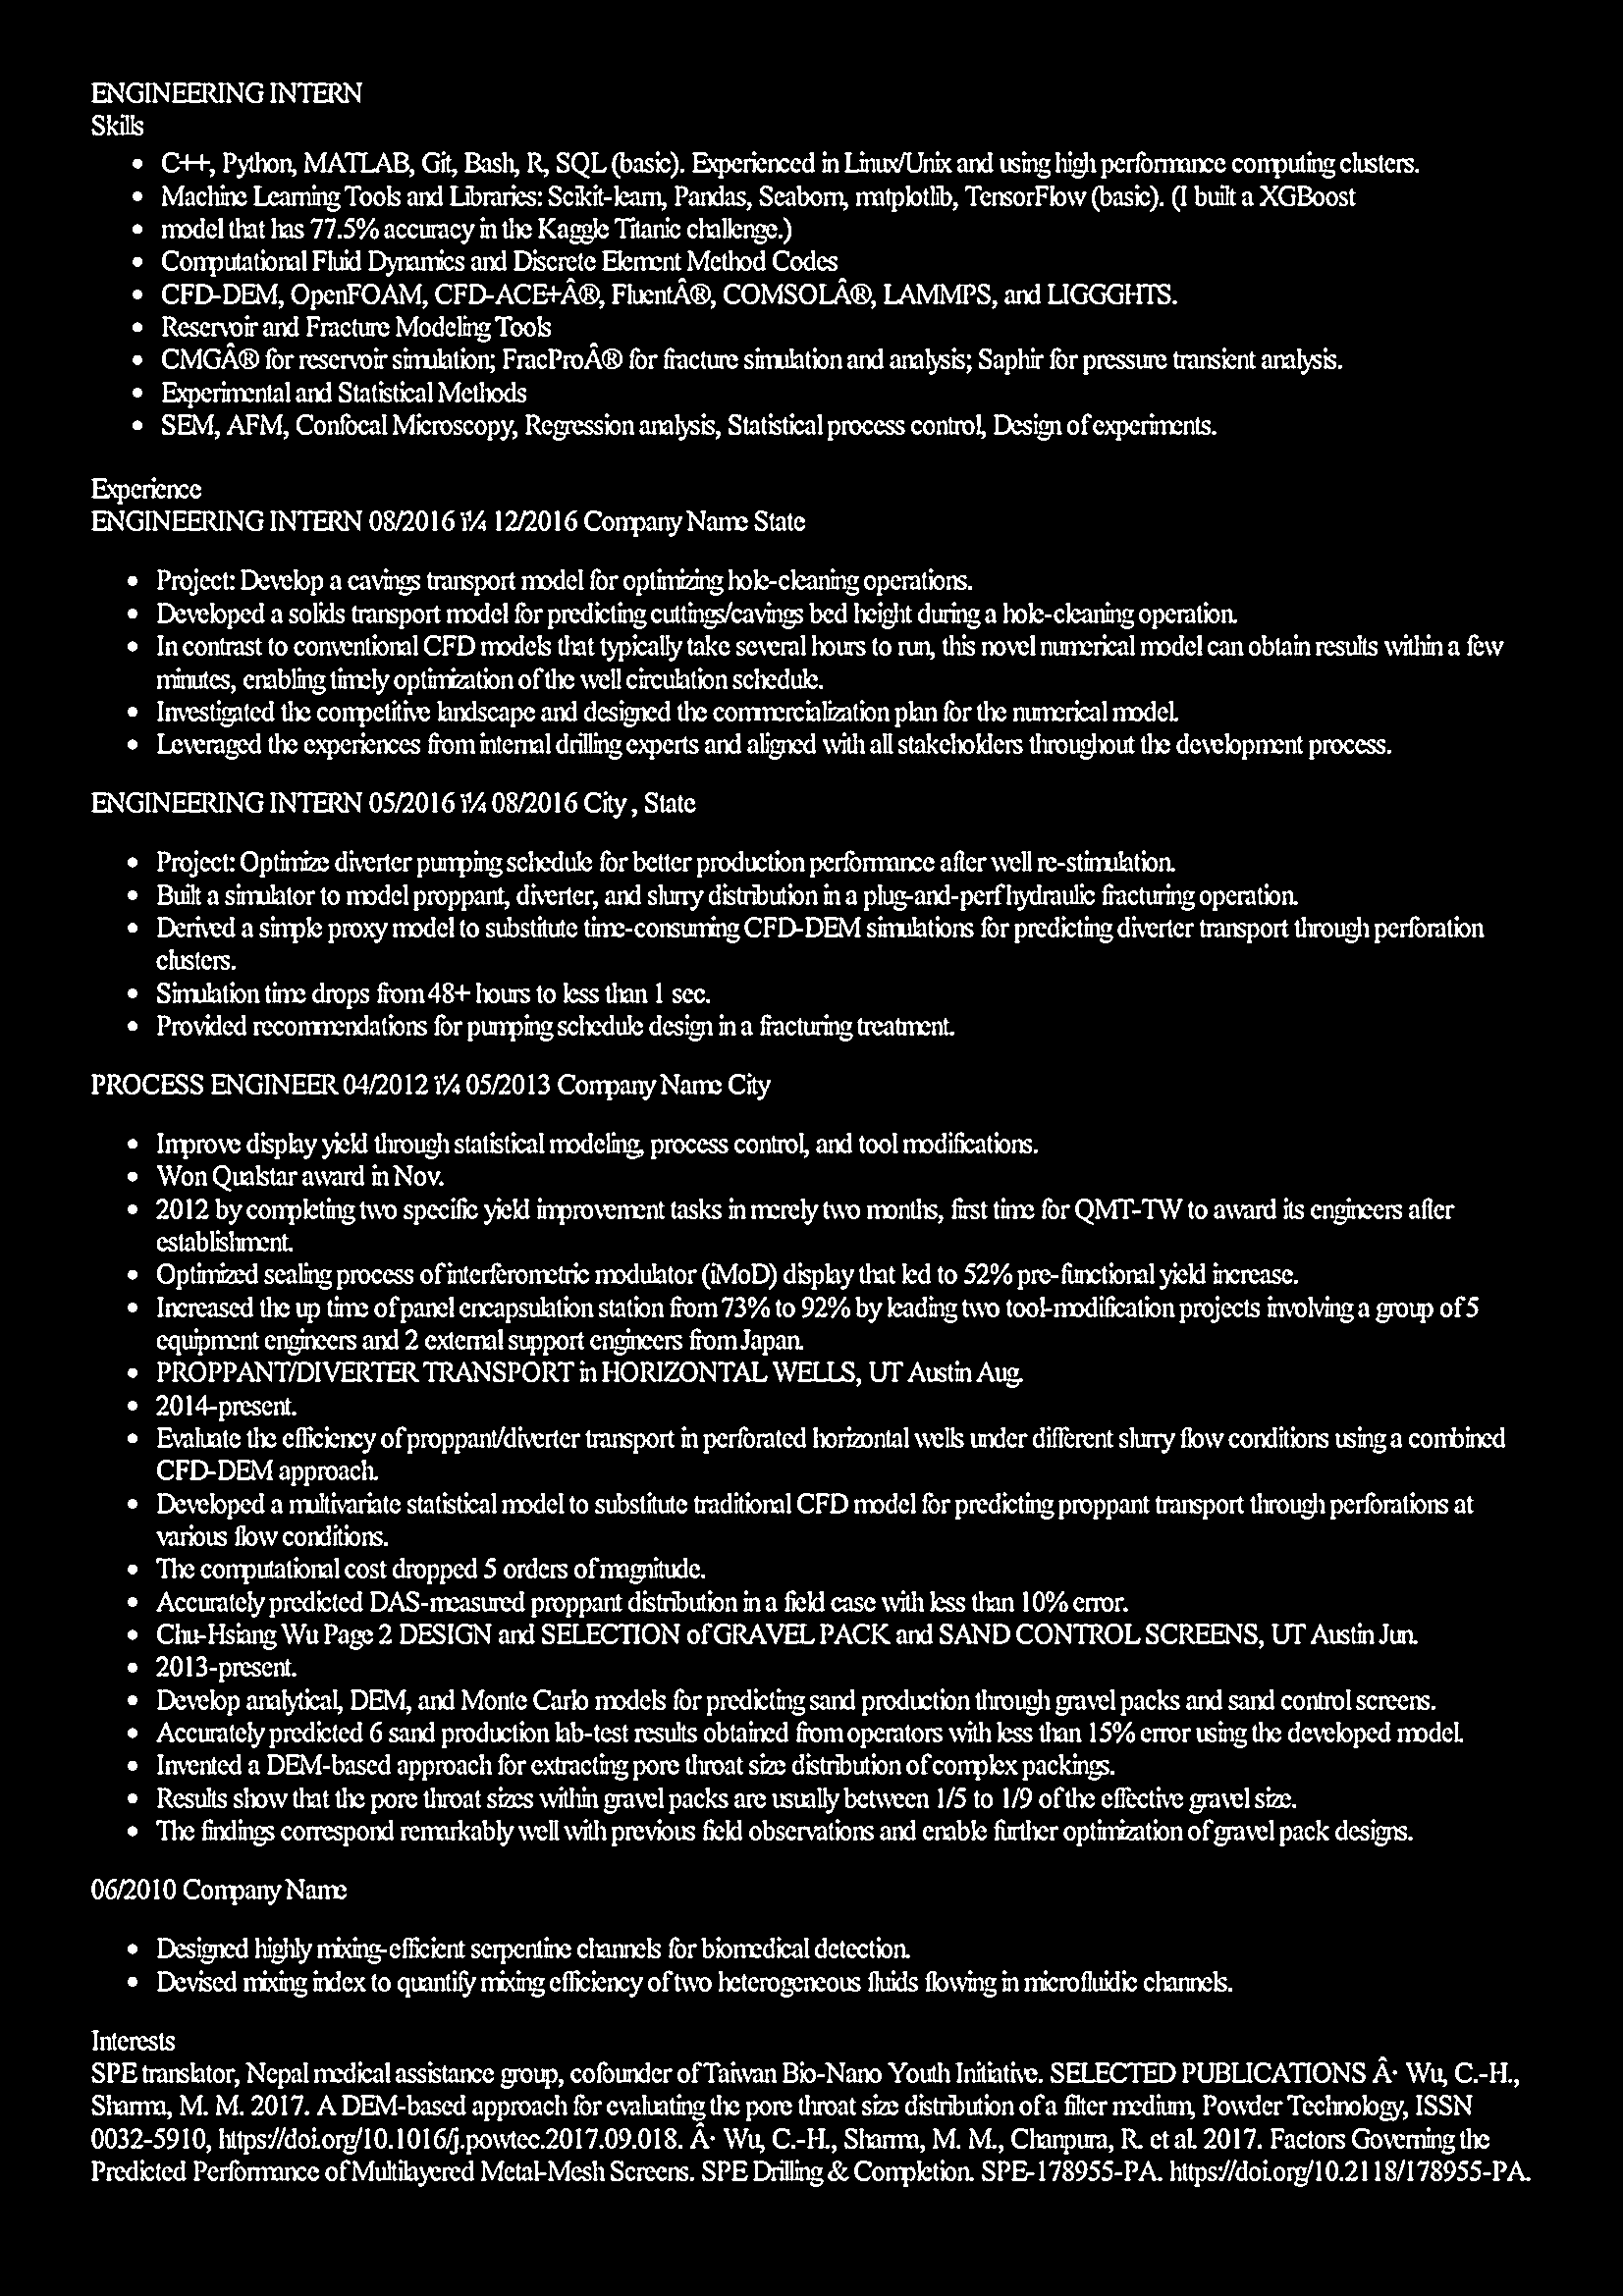 ENGINEERING INTERN
Skills
• C++, Python, MATLAB, Git, Bash, R, SQL (basic). Experienced in Linux/Unix and using high performance computing clusters.
• Machine Learning Tools and Libraries: Scikit-learn, Pandas, Seaborn, matplotlib, TensorFlow (basic). (I built a XGBoost
• model that has 77.5% accuracy in the Kaggle Titanic challenge.)
• Computational Fluid Dynamics and Discrete Element Method Codes
• CFD-DEM, OpenFOAM, CFD-ACE+Â®, FluentÂ®, COMSOLÂ®, LAMMPS, and LIGGGHTS.
• Reservoir and Fracture Modeling Tools
• CMGÂ® for reservoir simulation; FracProÂ® for fracture simulation and analysis; Saphir for pressure transient analysis.
• Experimental and Statistical Methods
• SEM, AFM, Confocal Microscopy, Regression analysis, Statistical process control, Design of experiments.
Experience
ENGINEERING INTERN 08/2016 ï¼ 12/2016 Company Name State
• Project: Develop a cavings transport model for optimizing hole-cleaning operations.
• Developed a solids transport model for predicting cuttings/cavings bed height during a hole-cleaning operation.
• In contrast to conventional CFD models that typically take several hours to run, this novel numerical model can obtain results within a few
minutes, enabling timely optimization of the well circulation schedule.
• Investigated the competitive landscape and designed the commercialization plan for the numerical model.
• Leveraged the experiences from internal drilling experts and aligned with all stakeholders throughout the development process.
ENGINEERING INTERN 05/2016 ï¼ 08/2016 City , State
• Project: Optimize diverter pumping schedule for better production performance after well re-stimulation.
• Built a simulator to model proppant, diverter, and slurry distribution in a plug-and-perf hydraulic fracturing operation.
• Derived a simple proxy model to substitute time-consuming CFD-DEM simulations for predicting diverter transport through perforation
clusters.
• Simulation time drops from 48+ hours to less than 1 sec.
• Provided recommendations for pumping schedule design in a fracturing treatment.
PROCESS ENGINEER 04/2012 ï¼ 05/2013 Company Name City
• Improve display yield through statistical modeling, process control, and tool modifications.
• Won Qualstar award in Nov.
• 2012 by completing two specific yield improvement tasks in merely two months, first time for QMT-TW to award its engineers after
establishment.
• Optimized sealing process of interferometric modulator (iMoD) display that led to 52% pre-functional yield increase.
• Increased the up time of panel encapsulation station from 73% to 92% by leading two tool-modification projects involving a group of 5
equipment engineers and 2 external support engineers from Japan.
• PROPPANT/DIVERTER TRANSPORT in HORIZONTAL WELLS, UT Austin Aug.
• 2014-present.
• Evaluate the efficiency of proppant/diverter transport in perforated horizontal wells under different slurry flow conditions using a combined
CFD-DEM approach.
• Developed a multivariate statistical model to substitute traditional CFD model for predicting proppant transport through perforations at
various flow conditions.
• The computational cost dropped 5 orders of magnitude.
• Accurately predicted DAS-measured proppant distribution in a field case with less than 10% error.
• Chu-Hsiang Wu Page 2 DESIGN and SELECTION of GRAVEL PACK and SAND CONTROL SCREENS, UT Austin Jun.
• 2013-present.
• Develop analytical, DEM, and Monte Carlo models for predicting sand production through gravel packs and sand control screens.
• Accurately predicted 6 sand production lab-test results obtained from operators with less than 15% error using the developed model.
• Invented a DEM-based approach for extracting pore throat size distribution of complex packings.
• Results show that the pore throat sizes within gravel packs are usually between 1/5 to 1/9 of the effective gravel size.
• The findings correspond remarkably well with previous field observations and enable further optimization of gravel pack designs.
06/2010 Company Name
• Designed highly mixing-efficient serpentine channels for biomedical detection.
• Devised mixing index to quantify mixing efficiency of two heterogeneous fluids flowing in microfluidic channels.
Interests
SPE translator, Nepal medical assistance group, cofounder of Taiwan Bio-Nano Youth Initiative. SELECTED PUBLICATIONS Â· Wu, C.-H.,
Sharma, M. M. 2017. A DEM-based approach for evaluating the pore throat size distribution of a filter medium, Powder Technology, ISSN
0032-5910, https://doi.org/10.1016/j.powtec.2017.09.018. Â· Wu, C.-H., Sharma, M. M., Chanpura, R. et al. 2017. Factors Governing the
Predicted Performance of Multilayered Metal-Mesh Screens. SPE Drilling & Completion. SPE-178955-PA. https://doi.org/10.2118/178955-PA.